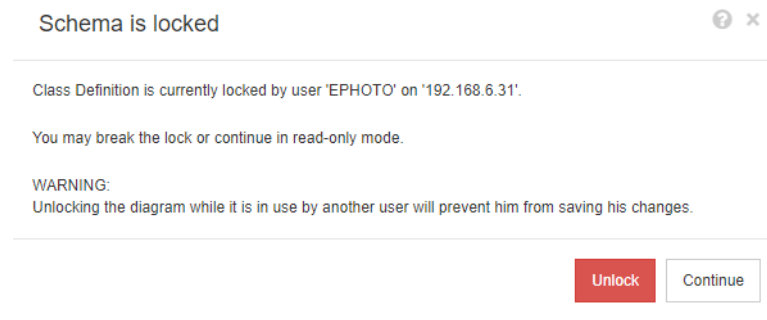 Schema is locked
Class Definition is currently locked by user 'EPHOTO' on '192.168.6.31'.
You may break the lock or continue in read-only mode.
WARNING:
Unlocking the diagram while it is in use by another user will prevent him from saving his changes.
Unlock
Continue